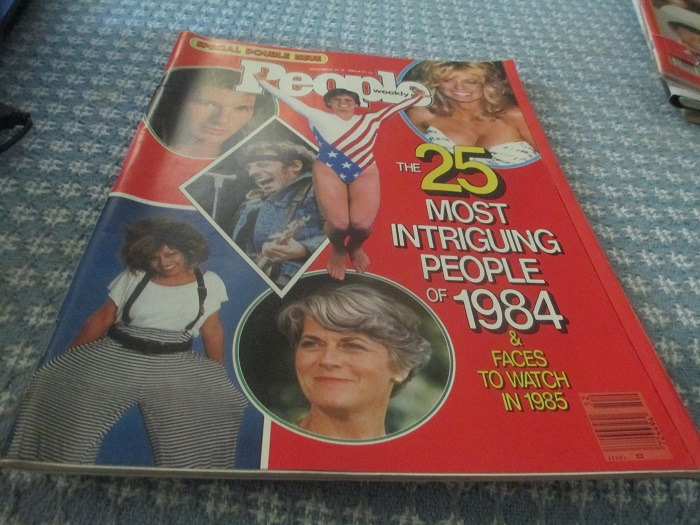 SPECIAL DOUBLE ISSUE
People
weekly
THE 25
MOST
INTRIGUING
PEOPLE
OF 1984
&
FACES
TO WATCH
IN 1985